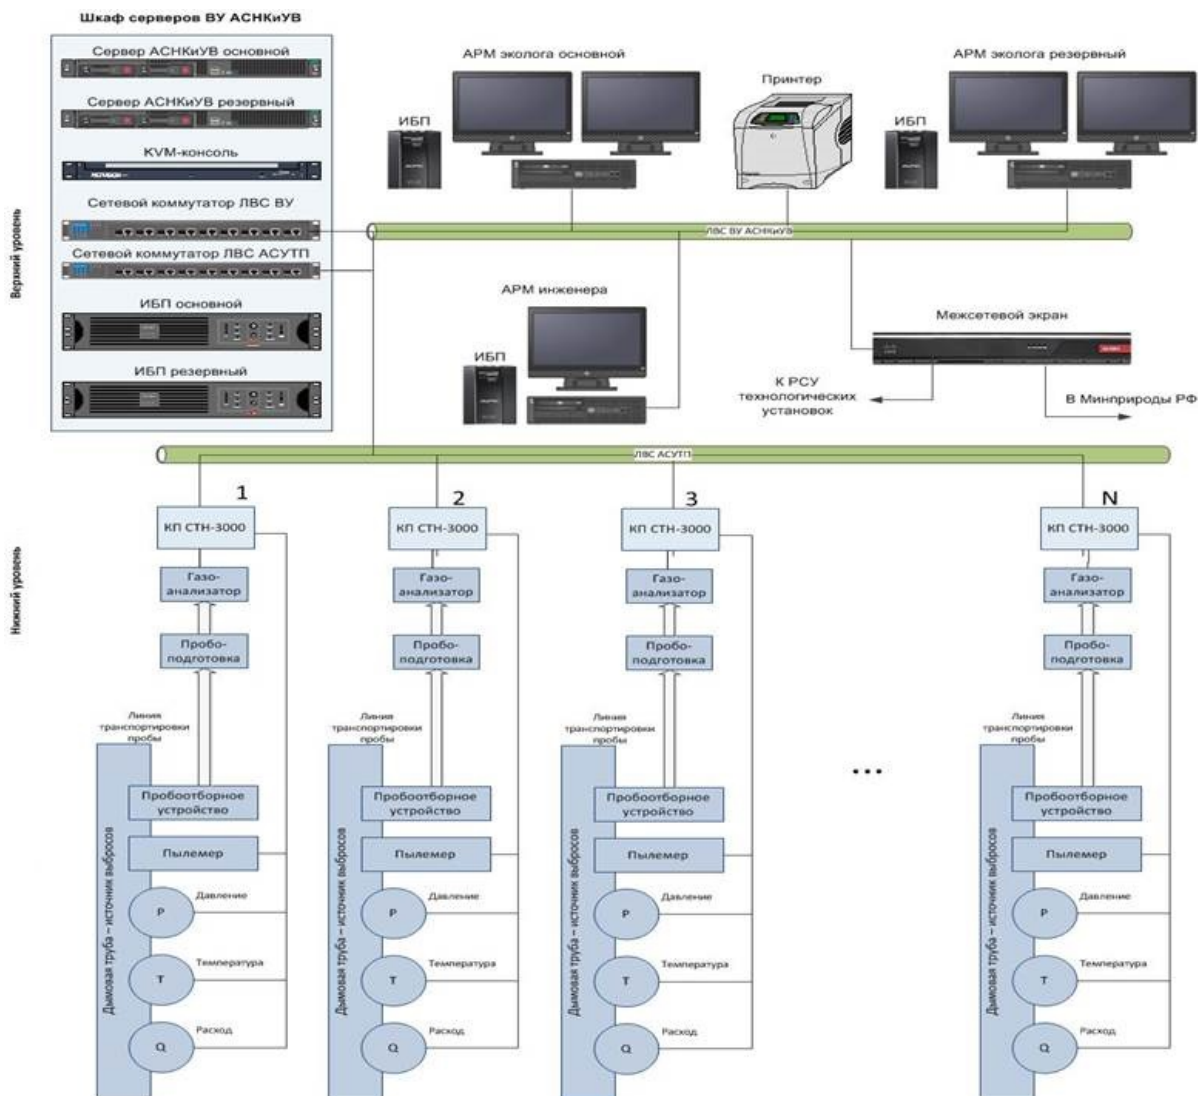 Шкаф серверов ВУ АСНКиУВ
Сервер АСНКиУВ основной
Сервер АСНКиУВ резервный
KVM-консоль
Сетевой коммутатор ЛВС ВУ
Сетевой коммутатор ЛВС АСУТП
ИБП основной
ИБП резервный
Верхний уровень
АРМ эколога основной
ИБП
Принтер
АРМ эколога резервный
ИБП
ЛВС ВУ АСНКиУВ
АРМ инженера
ИБП
Межсетевой экран
К РСУ
технологических
установок
В Минприроды РФ
ЛВС АСУТП
Нижний уровень
1
КП СТН-3000
Газо-
анализатор
Пробо-
подготовка
Линия
транспортировки
пробы
Пробоотборное
устройство
Пылемер
Давление
P
Температура
T
Расход
Q
Дымовая труба – источник выбросов
2
КП СТН-3000
Газо-
анализатор
Пробо-
подготовка
Линия
транспортировки
пробы
Пробоотборное
устройство
Пылемер
Давление
P
Температура
T
Расход
Q
Дымовая труба – источник выбросов
3
КП СТН-3000
Газо-
анализатор
Пробо-
подготовка
Линия
транспортировки
пробы
Пробоотборное
устройство
Пылемер
Давление
P
Температура
T
Расход
Q
Дымовая труба – источник выбросов
...
N
КП СТН-3000
Газо-
анализатор
Пробо-
подготовка
Линия
транспортировки
пробы
Пробоотборное
устройство
Пылемер
Давление
P
Температура
T
Расход
Q
Дымовая труба – источник выбросов